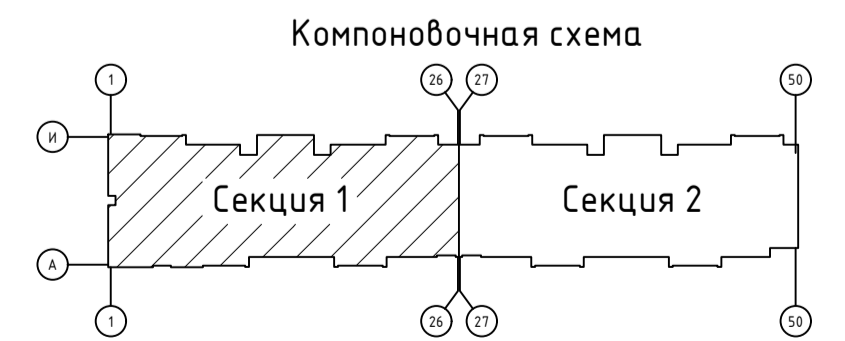 Компоновочная схема
1 26 27 50
И
Секция 1 Секция 2
А
1 26 27 50